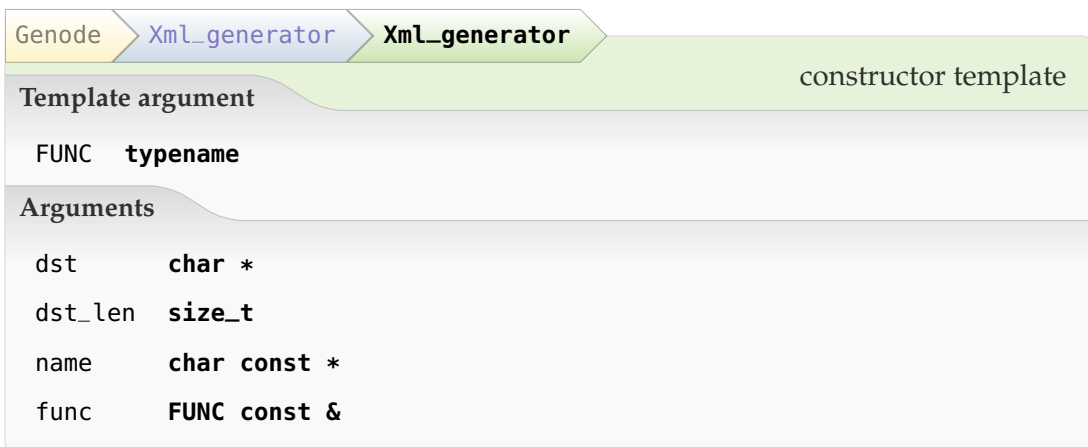 Genode Xml_generator Xml_generator
constructor template
Template argument
FUNC typename
Arguments
dst char *
dst_len size_t
name char const *
func FUNC const &